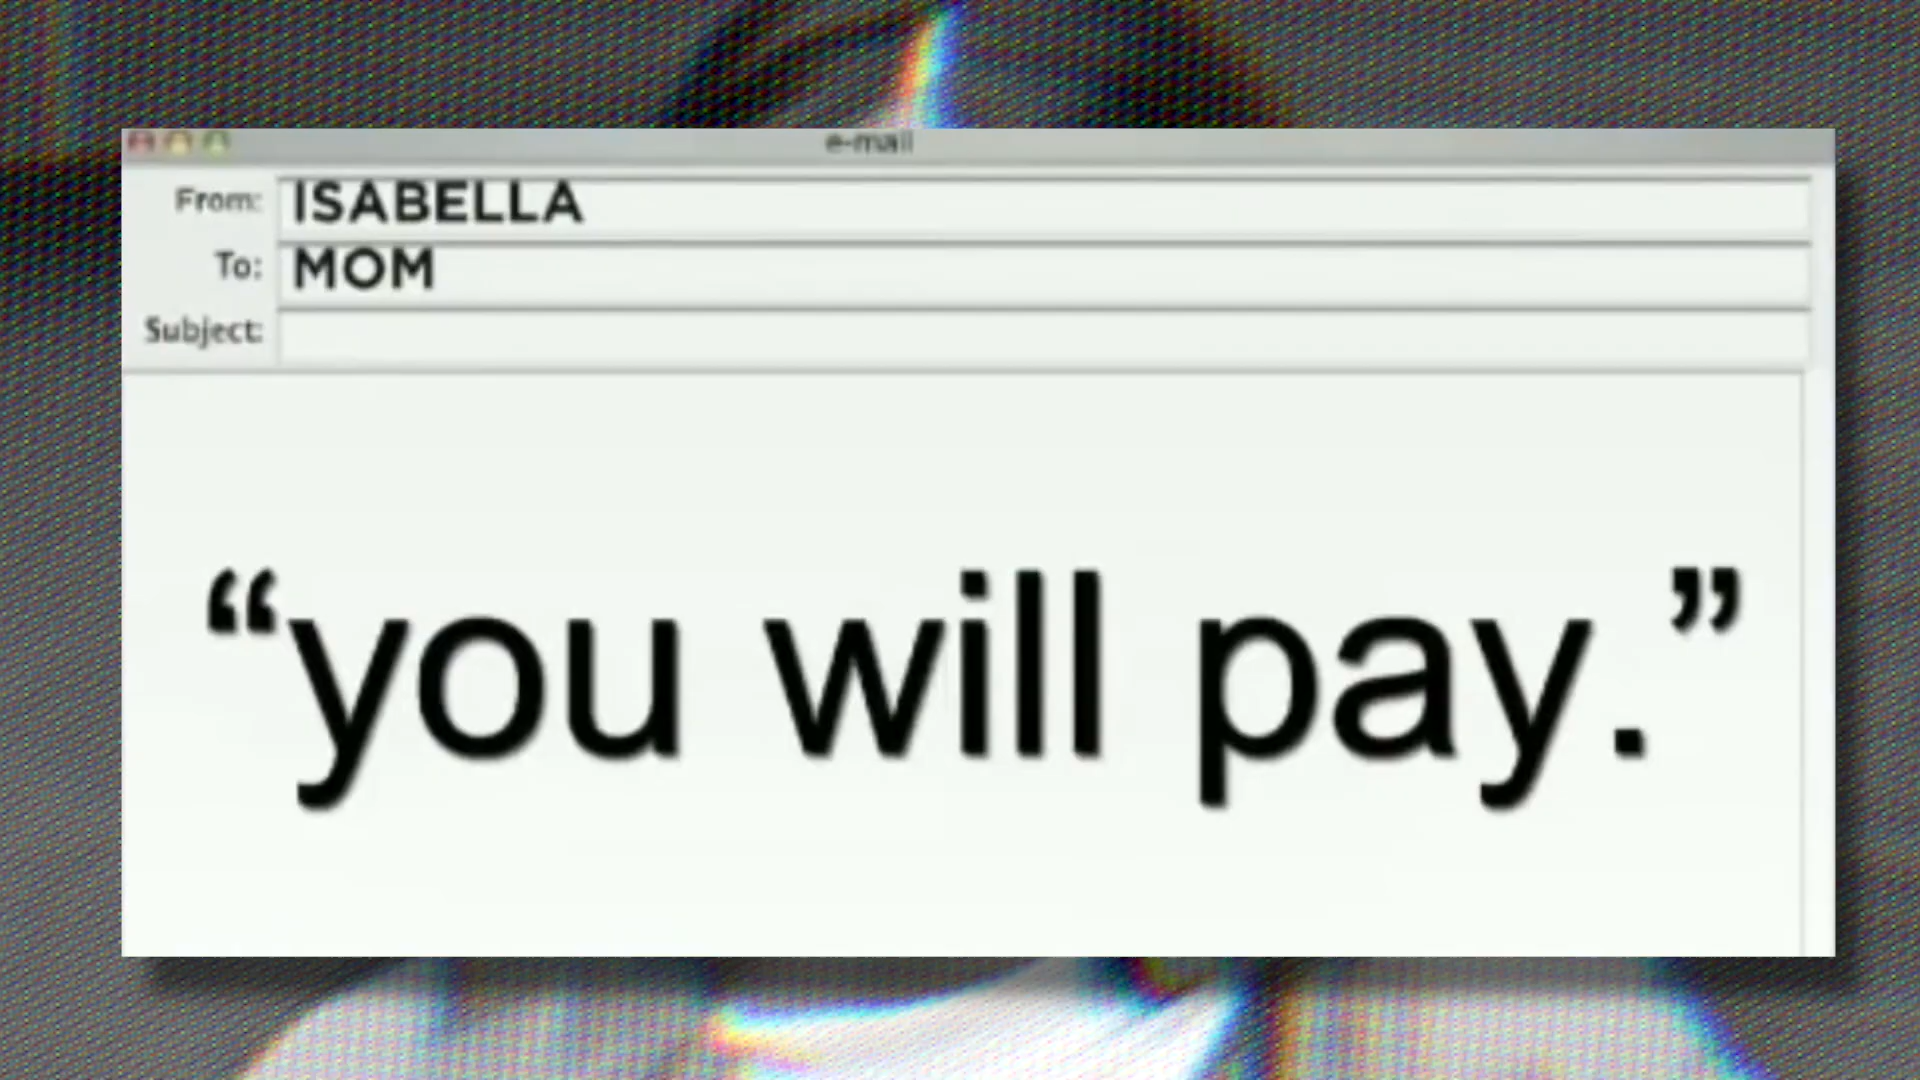 e-mail
From: ISABELLA
To: MOM
Subject:
“you will pay.”